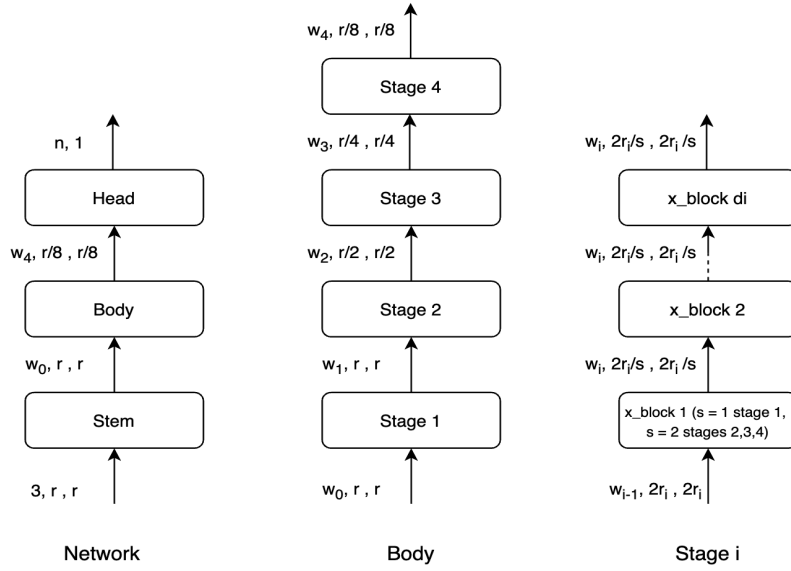 n, 1
Head
w4, r/8 , r/8
Body
w0, r , r
Stem
3, r , r
Network
w4, r/8 , r/8
Stage 4
w3, r/4 , r/4
Stage 3
w2, r/2 , r/2
Stage 2
w1, r , r
Stage 1
w0, r , r
Body
wi, 2ri/s , 2ri /s
x_block di
wi, 2ri/s , 2ri /s
x_block 2
wi, 2ri/s , 2ri /s
x_block 1 (s = 1 stage 1,
s = 2 stages 2,3,4)
wi-1, 2ri , 2ri
Stage i